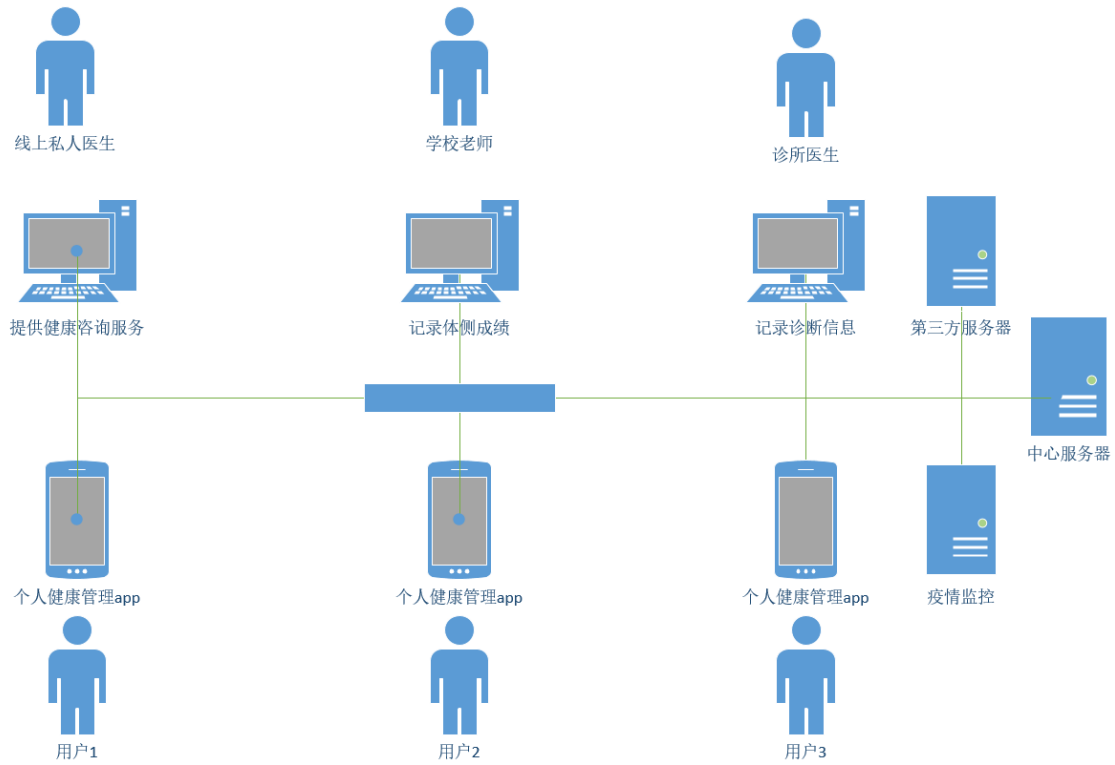 线上私人医生
学校老师
诊所医生
提供健康咨询服务
记录体侧成绩
记录诊断信息
第三方服务器
中心服务器
个人健康管理app
个人健康管理app
个人健康管理app
疫情监控
用户1
用户2
用户3